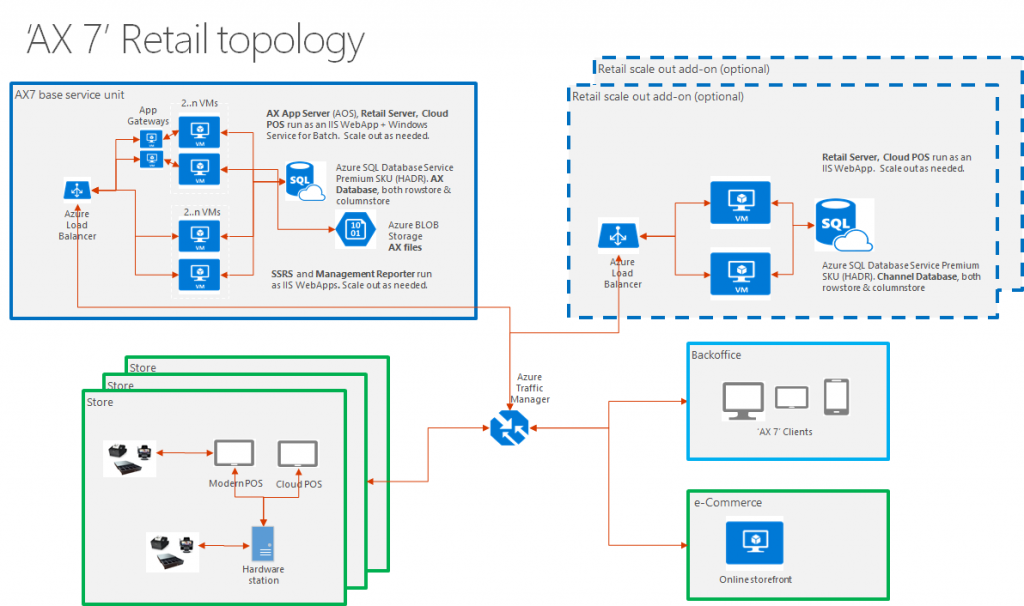 ‘AX 7’ Retail topology
AX7 base service unit
App
Gateways
2..n VMs
VM
VM
AX App Server (AOS), Retail Server, Cloud
POS run as an IIS WebApp + Windows
Service for Batch. Scale out as needed.
SQL
Azure SQL Database Service
Premium SKU (HADR). AX
Database, both rowstore &
columnstore
Azure
Load
Balancer
2..n VMs
VM
VM
10
01
Azure BLOB
Storage
AX files
SSRS and Management Reporter run
as IIS WebApps. Scale out as needed.
Retail scale out add-on (optional)
Retail scale out add-on (optional)
Retail Server, Cloud POS run as an
IIS WebApp. Scale out as needed.
VM
VM
SQL
Azure
Load
Balancer
Azure SQL Database Service Premium
SKU (HADR). Channel Database, both
rowstore & columnstore
Store
Store
Store
Modern POS
Cloud POS
Hardware
station
Azure
Traffic
Manager
Backoffice
‘AX 7’ Clients
e-Commerce
Online storefront